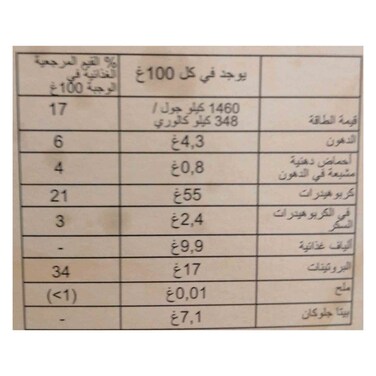 يوجد في كل 100غ
% القيم المرجعية
الغذائية في
الوجبة 100غ
قيمة الطاقة
1460 كيلو جول /
348 كيلو كالوري
17
الدهون
4,3غ
6
أحماض دهنية
مشبعة في الدهون
0,8غ
4
كربوهيدرات
55غ
21
في الكربوهيدرات
السكر
2,4غ
3
ألياف غذائية
9,9غ
-
البروتينات
17غ
34
ملح
0,01غ
(<1)
بيتا جلوكان
7,1غ
-